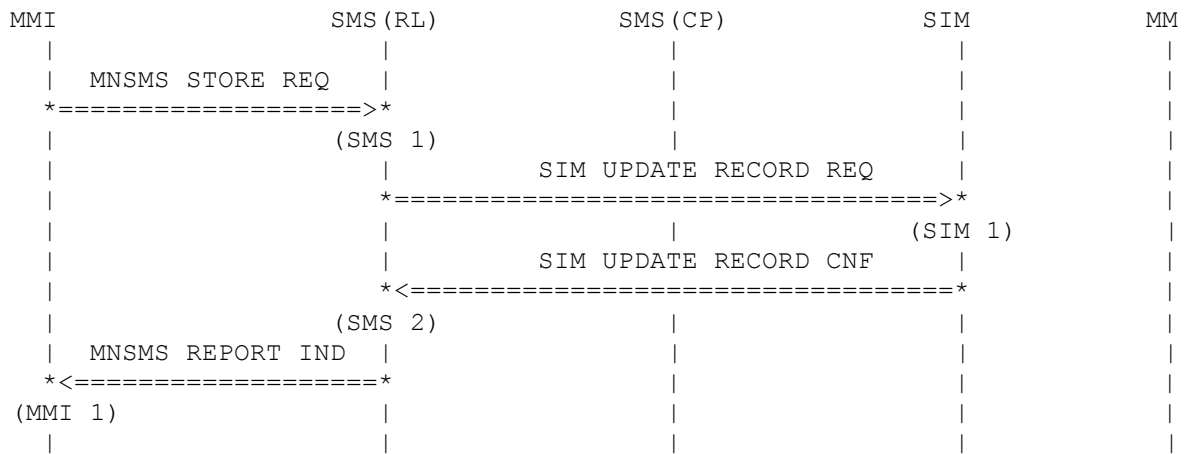 MMI SMS(RL) SMS(CP) SIM MM
MNSMS STORE REQ
(SMS 1)
SIM UPDATE RECORD REQ
(SIM 1)
SIM UPDATE RECORD CNF
(SMS 2)
MNSMS REPORT IND
(MMI 1)